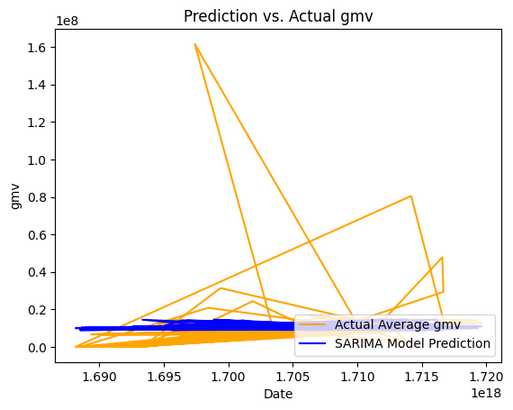 Prediction vs. Actual gmv
1e8
1.6
1.4
1.2
1.0
0.8
0.6
0.4
0.2
0.0
gmv
Actual Average gmv
SARIMA Model Prediction
1.690 1.695 1.700 1.705 1.710 1.715 1.720
1e18
Date